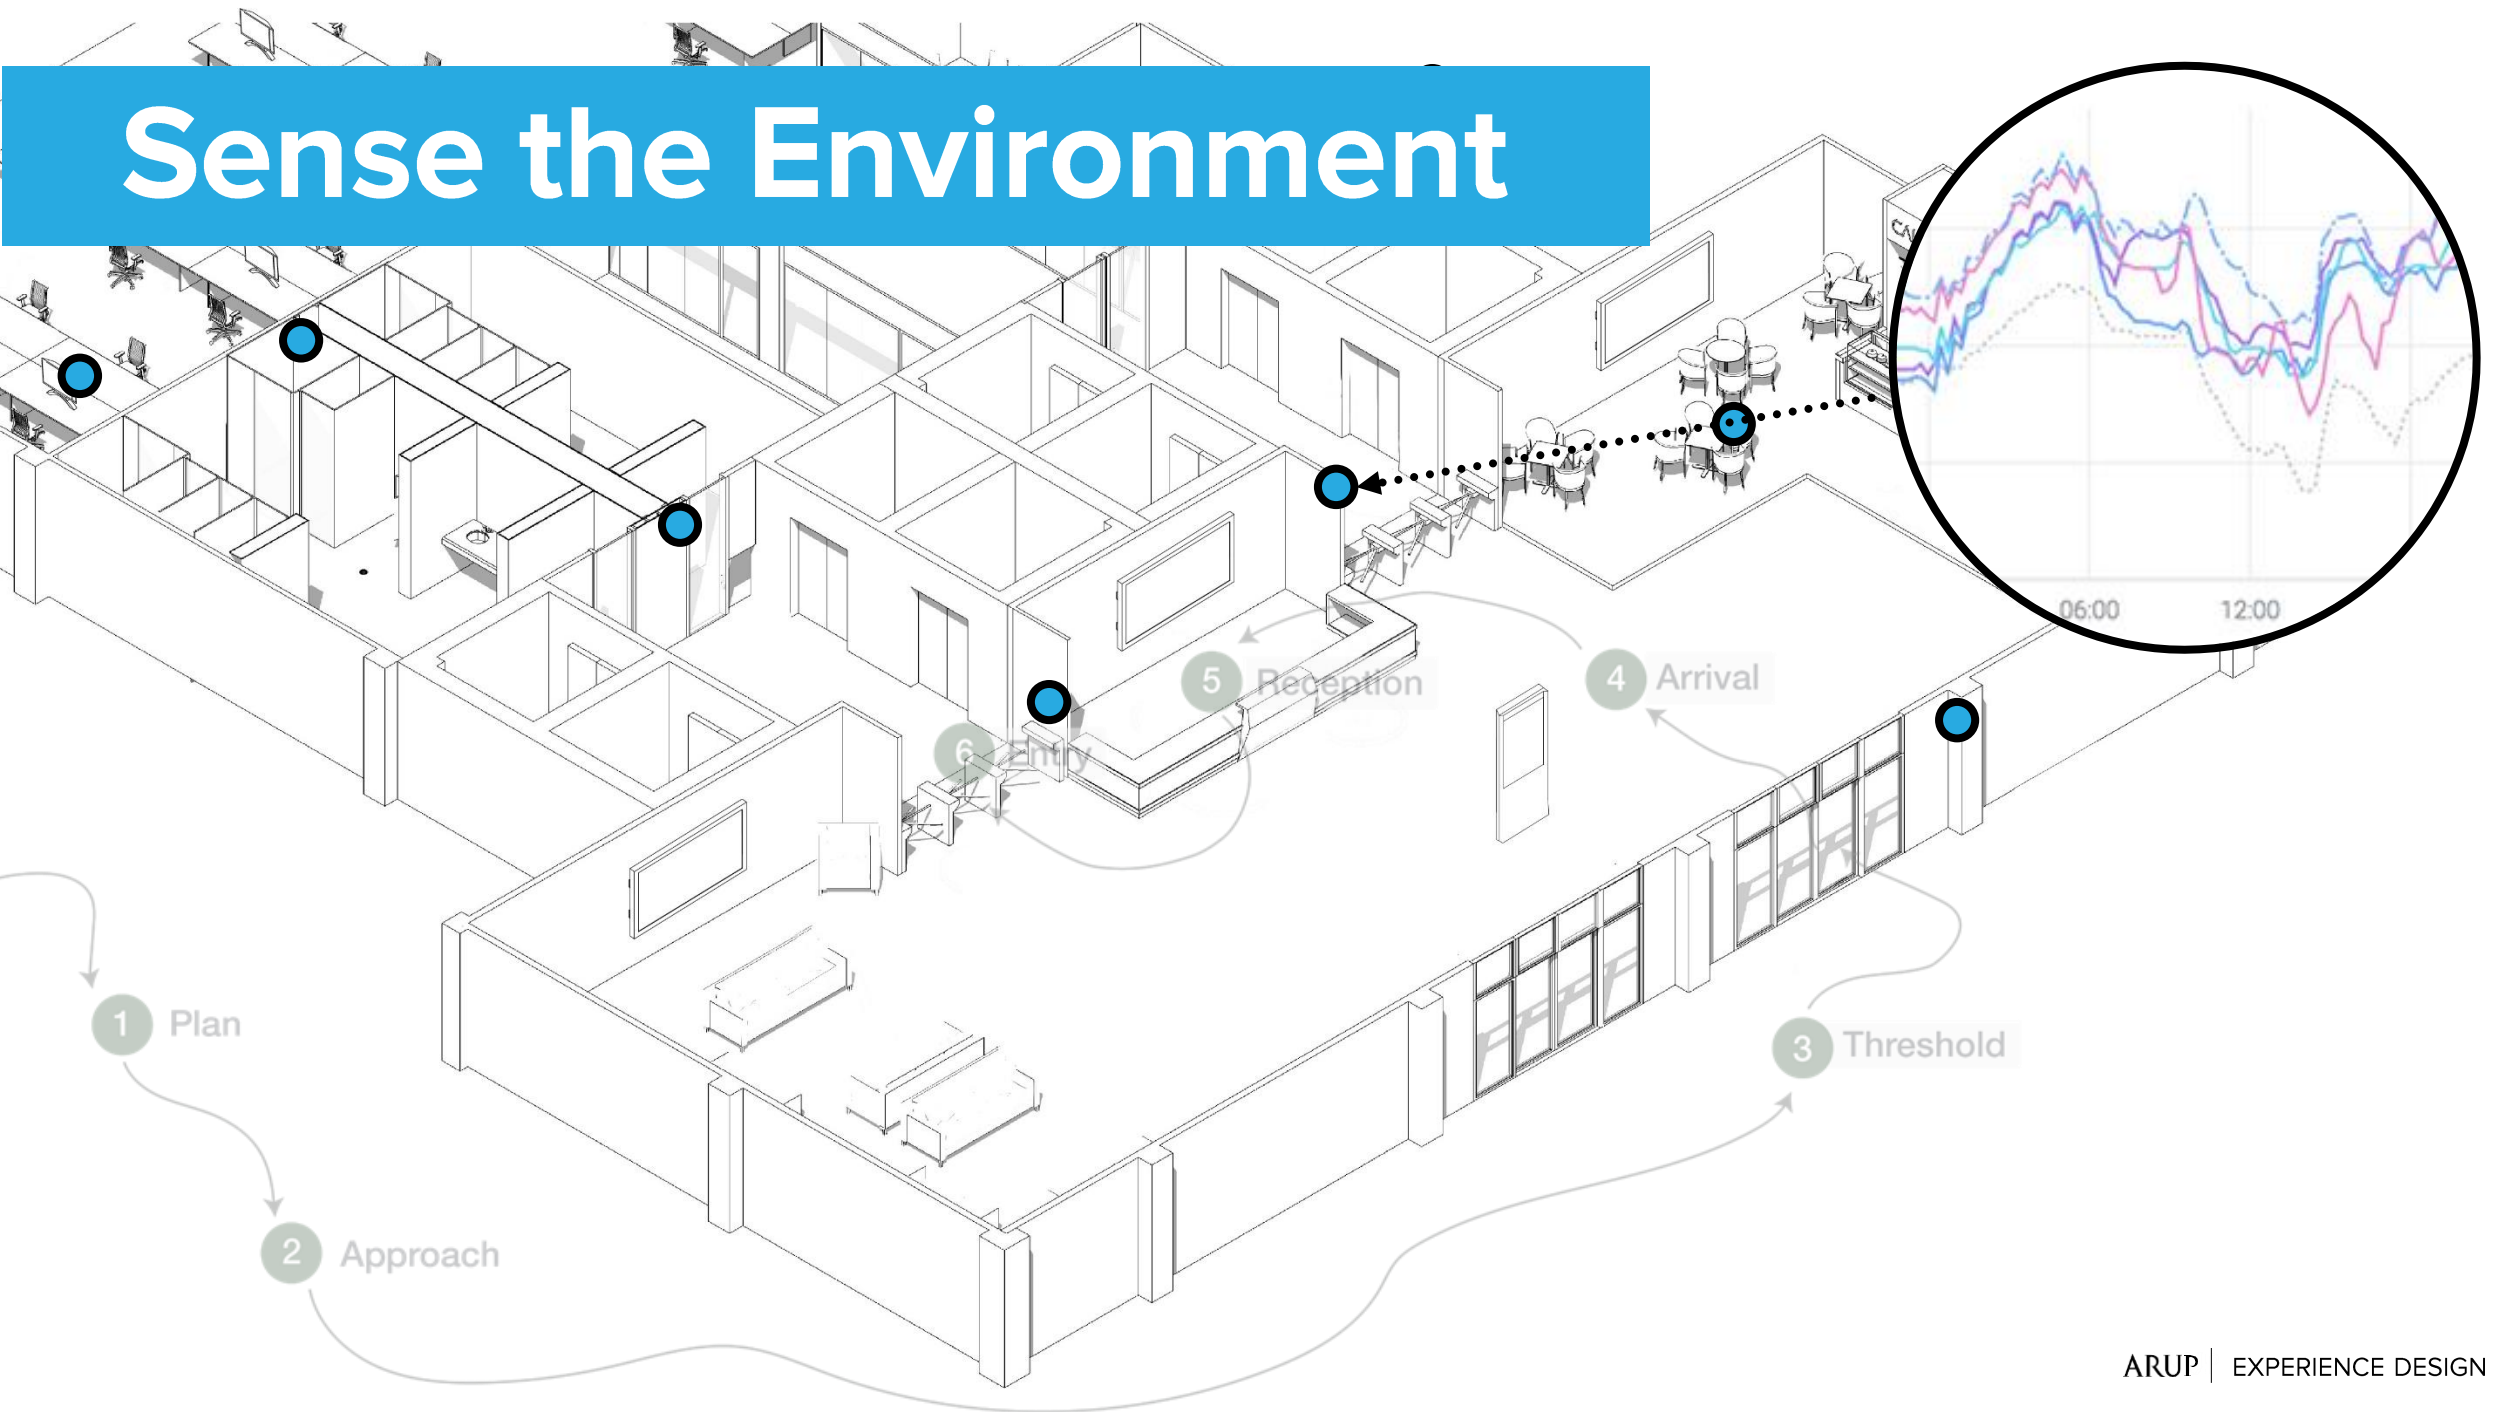 Sense the Environment
CA
06:00
12:00
5 Reception
4 Arrival
6 Entry
1 Plan
3 Threshold
2 Approach
ARUP | EXPERIENCE DESIGN